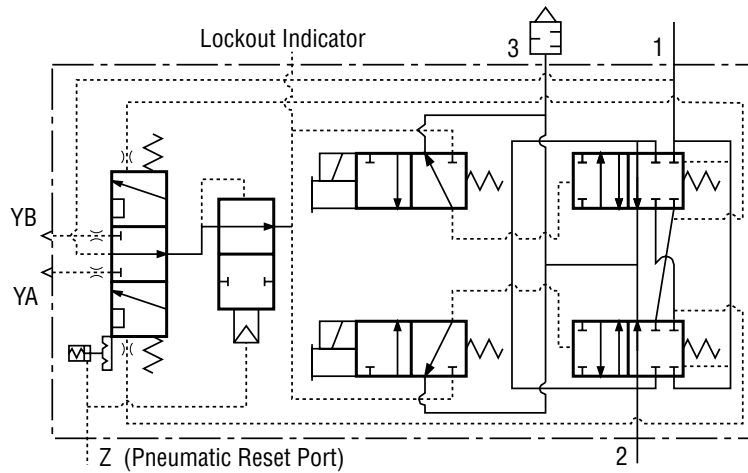 Lockout Indicator
3
1
YB
YA
Z (Pneumatic Reset Port)
2